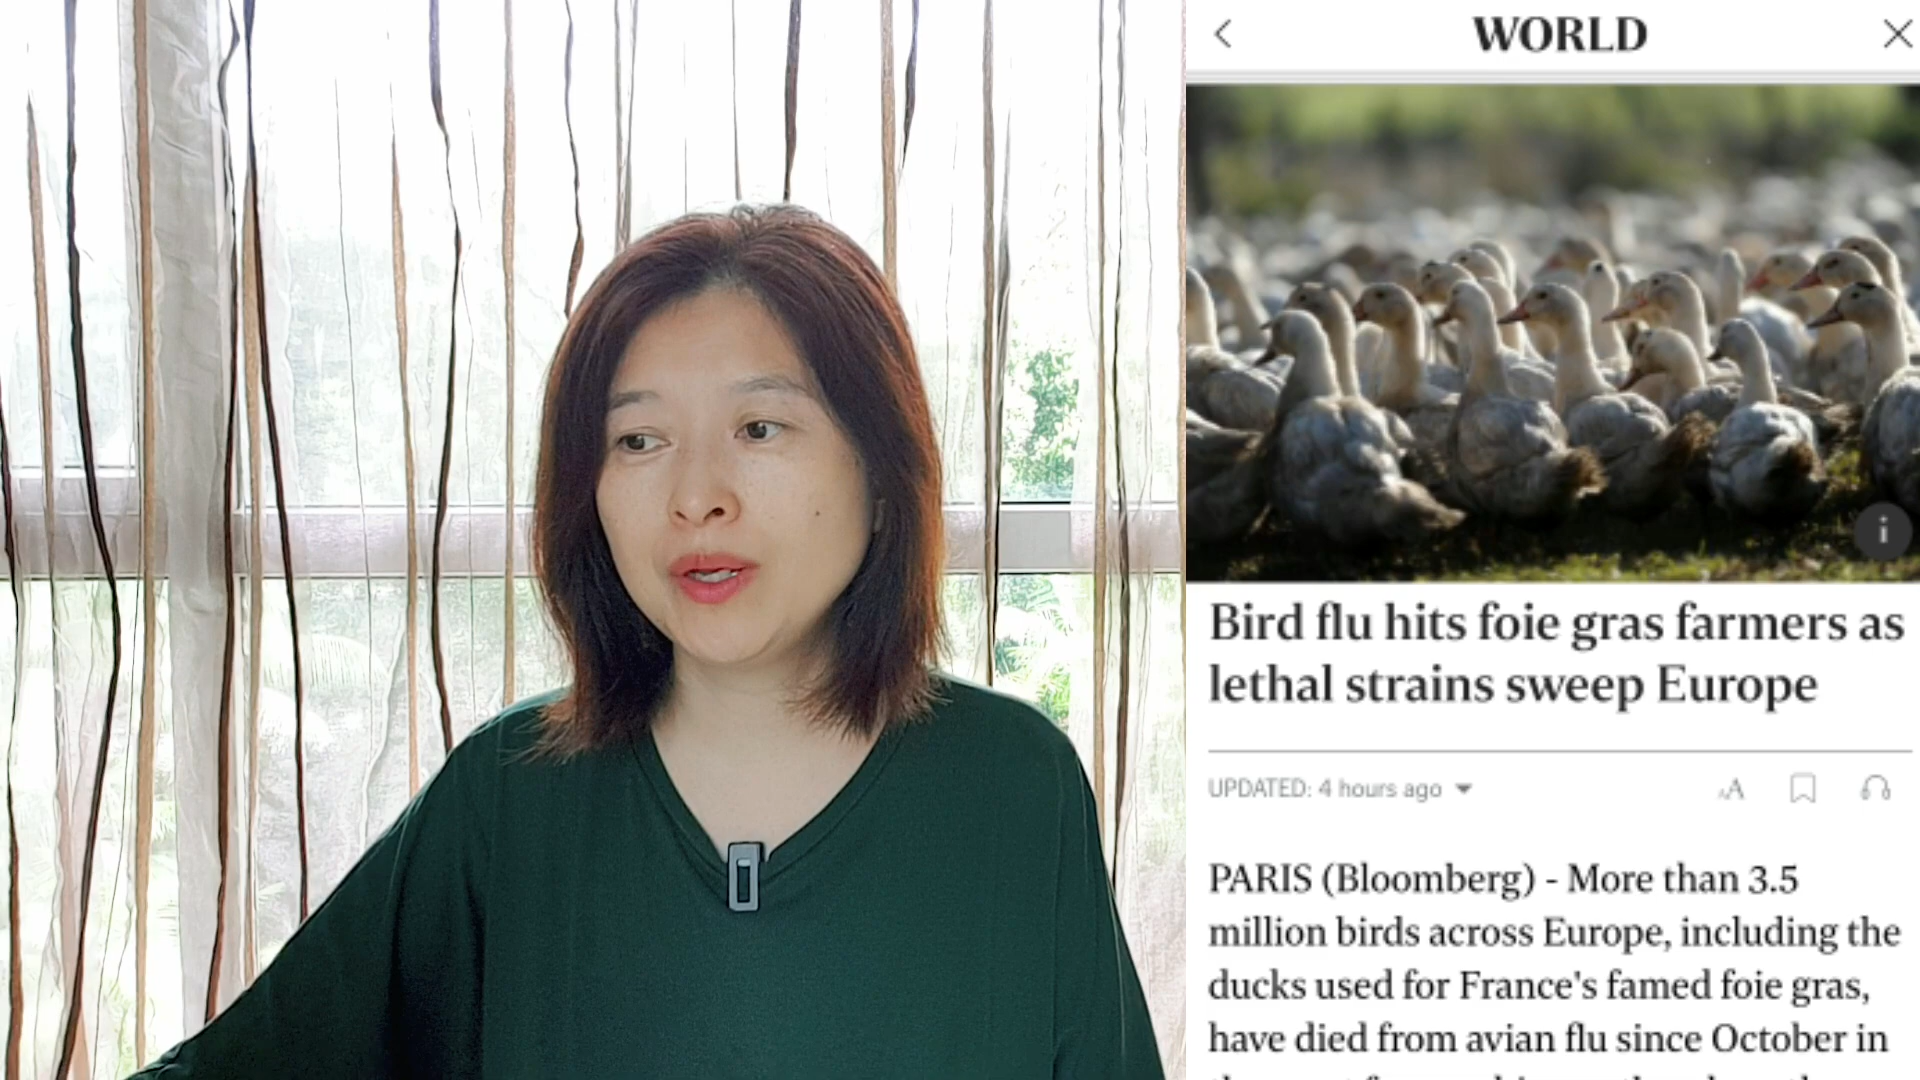 WORLD
Bird flu hits foie gras farmers as
lethal strains sweep Europe
UPDATED: 4 hours ago
PARIS (Bloomberg) - More than 3.5
million birds across Europe, including the
ducks used for France's famed foie gras,
have died from avian flu since October in